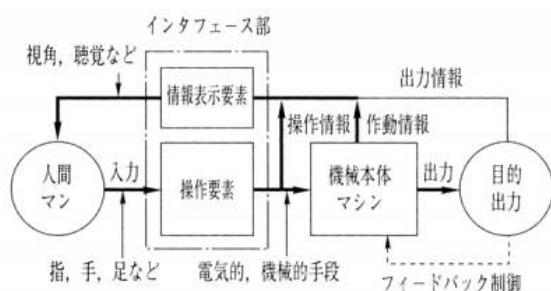 インタフェース部
視角，聴覚など
情報表示要素
出力情報
操作情報
作動情報
人間
マン
入力
操作要素
機械本体
マシン
出力
目的
出力
指，手，足など
電気的，機械的手段
フィードバック制御